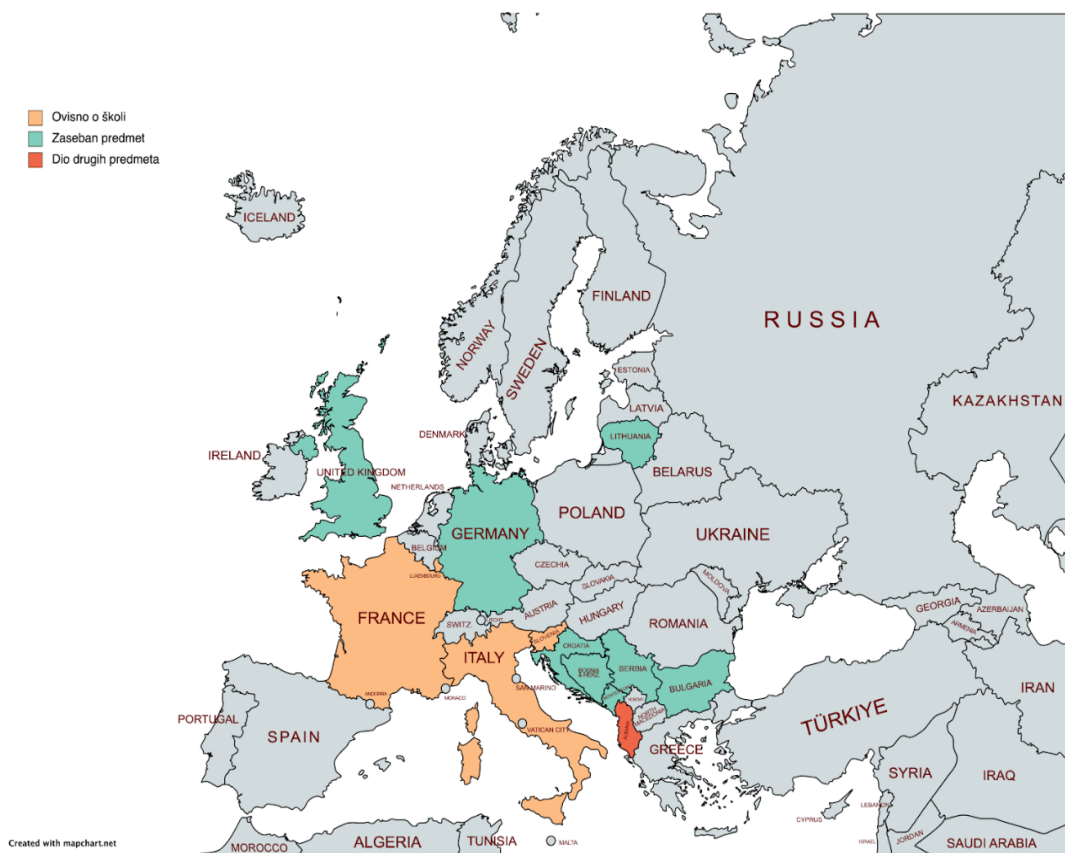 Ovisno o školi
Zaseban predmet
Dio drugih predmeta
ICELAND
FINLAND
RUSSIA
NORWAY
SWEDEN
ESTONIA
KAZAKHSTAN
LATVIA
DENMARK
LITHUANIA
IRELAND
UNITED KINGDOM
BELARUS
NETHERLANDS
POLAND
GERMANY
UKRAINE
BELGIUM
CZECHIA
LUXEMBOURG
SLOVAKIA
MOLDOVA
AUSTRIA
HUNGARY
GEORGIA
AZERBAIJAN
FRANCE
SWITZ.
LIECHT.
ROMANIA
ARMENIA
SLOVENIA
CROATIA
ITALY
BOSNIA
& HERZ.
SERBIA
BULGARIA
SAN MARINO
MONTENEGRO
KOSOVO
ANDORRA
MONACO
IRAN
PORTUGAL
NORTH
MACEDONIA
VATICAN CITY
ALBANIA
TÜRKIYE
SPAIN
GREECE
SYRIA
IRAQ
LEBANON
CYPRUS
MOROCCO
ALGERIA
TUNISIA
MALTA
ISRAEL
JORDAN
SAUDI ARABIA
Created with mapchart.net